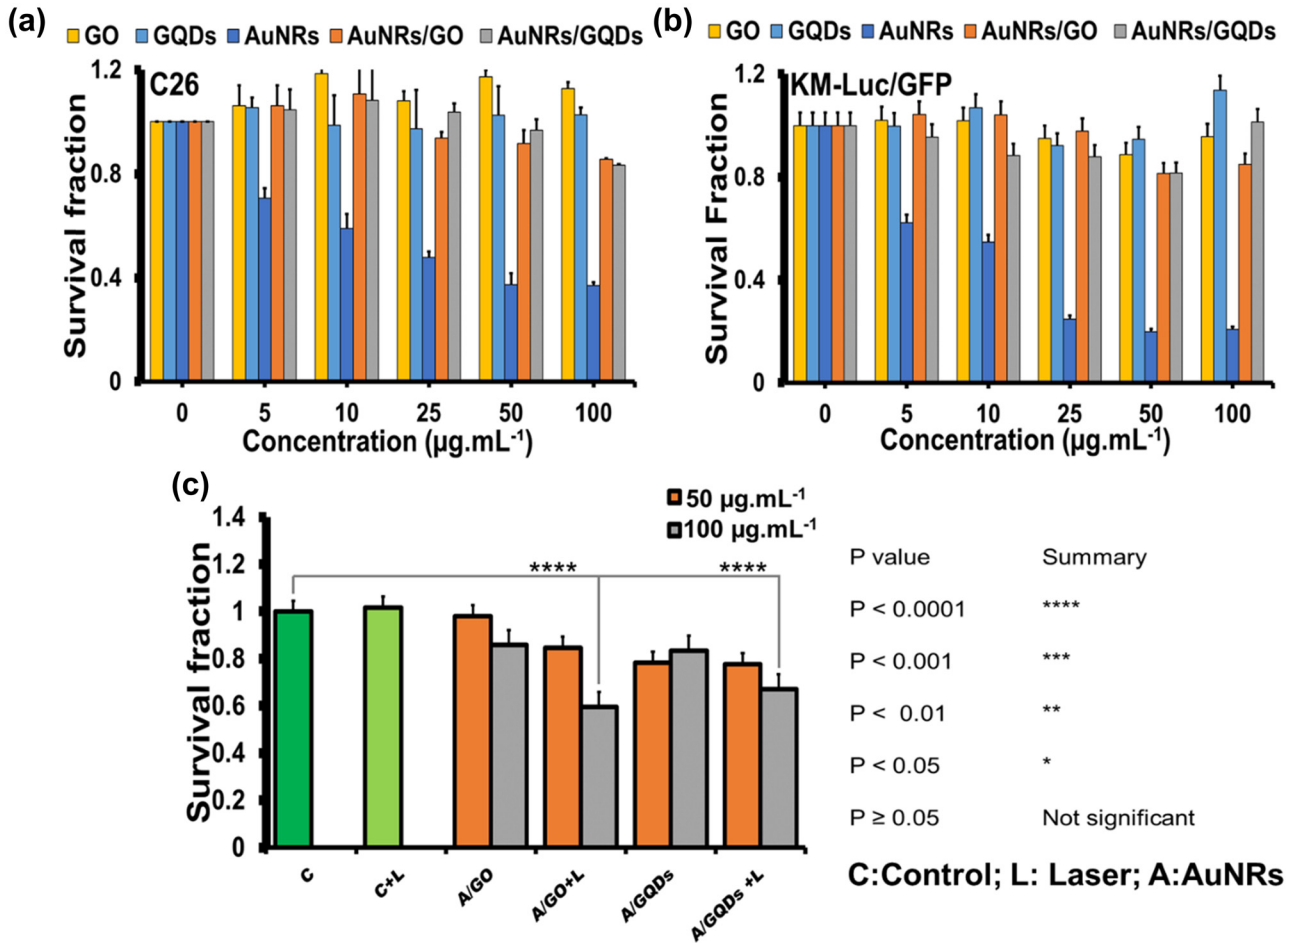 (a)
GO GQDs AuNRs AuNRs/GO AuNRs/GQDs
C26
Survival fraction
1.2
0.8
0.4
0
0 5 10 25 50 100
Concentration (µg.mL-1)
(b)
GO GQDs AuNRs AuNRs/GO AuNRs/GQDs
KM-Luc/GFP
Survival Fraction
1.2
0.8
0.4
0
0 5 10 25 50 100
Concentration (µg.mL-1)
(c)
50 µg.mL-1
100 µg.mL-1
Survival fraction
1.4
1.2
1
0.8
0.6
0.4
0.2
0
**** ****
C C+L A/GO A/GO+L A/GQDs A/GQDs +L
P value Summary
P < 0.0001 ****
P < 0.001 ***
P < 0.01 **
P < 0.05 *
P ≥ 0.05 Not significant
C:Control; L: Laser; A:AuNRs